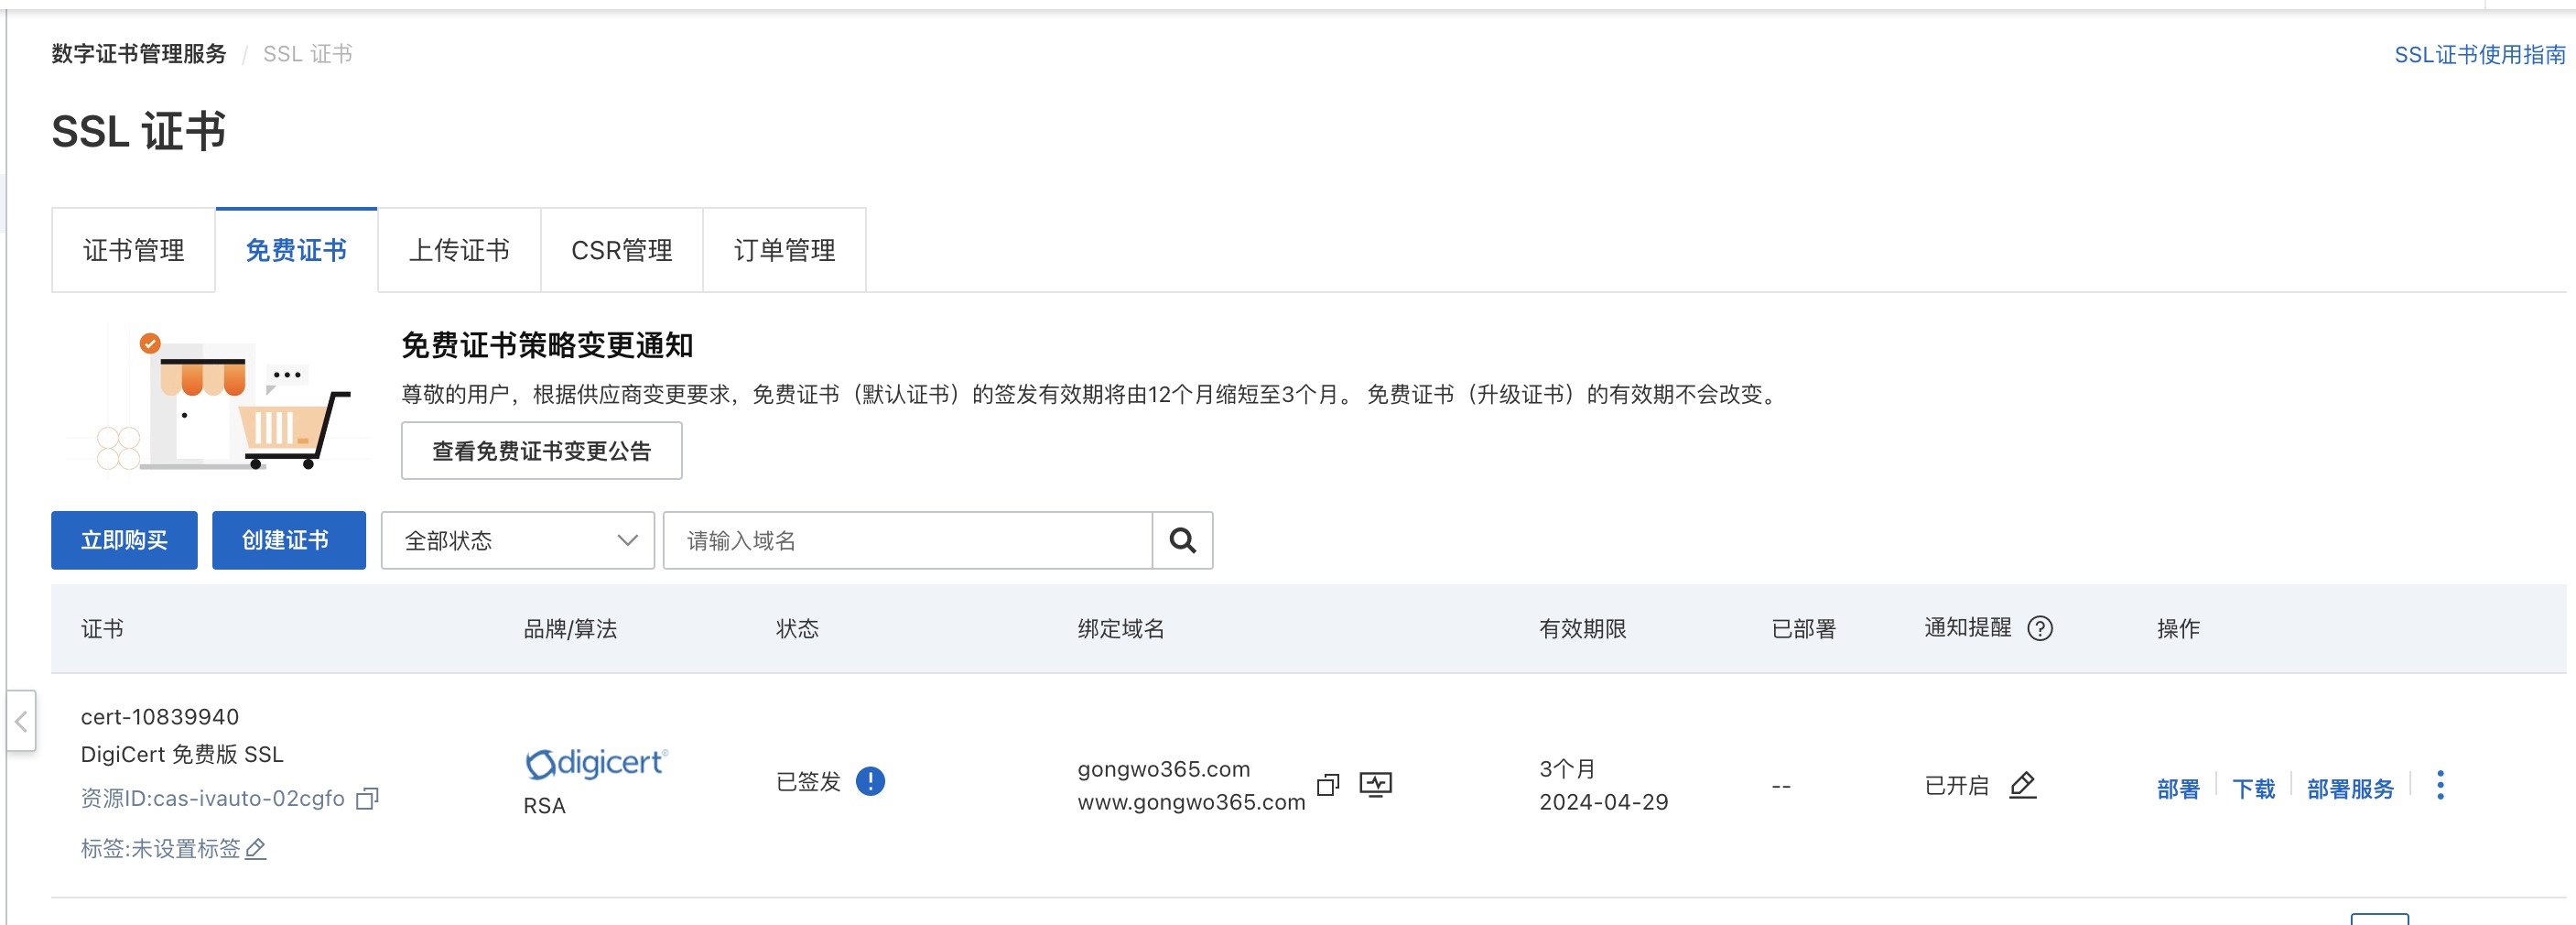 数字证书管理服务 / SSL 证书
SSL证书使用指南
SSL 证书
证书管理 免费证书 上传证书 CSR管理 订单管理
免费证书策略变更通知
尊敬的用户，根据供应商变更要求，免费证书（默认证书）的签发有效期将由12个月缩短至3个月。 免费证书（升级证书）的有效期不会改变。
查看免费证书变更公告
立即购买 创建证书 全部状态 请输入域名
证书 品牌/算法 状态 绑定域名 有效期限 已部署 通知提醒 操作
cert-10839940
DigiCert 免费版 SSL
资源ID:cas-ivauto-02cgfo
标签:未设置标签
digicert®
RSA
已签发
gongwo365.com
www.gongwo365.com
3个月
2024-04-29
--
已开启
部署 下载 部署服务